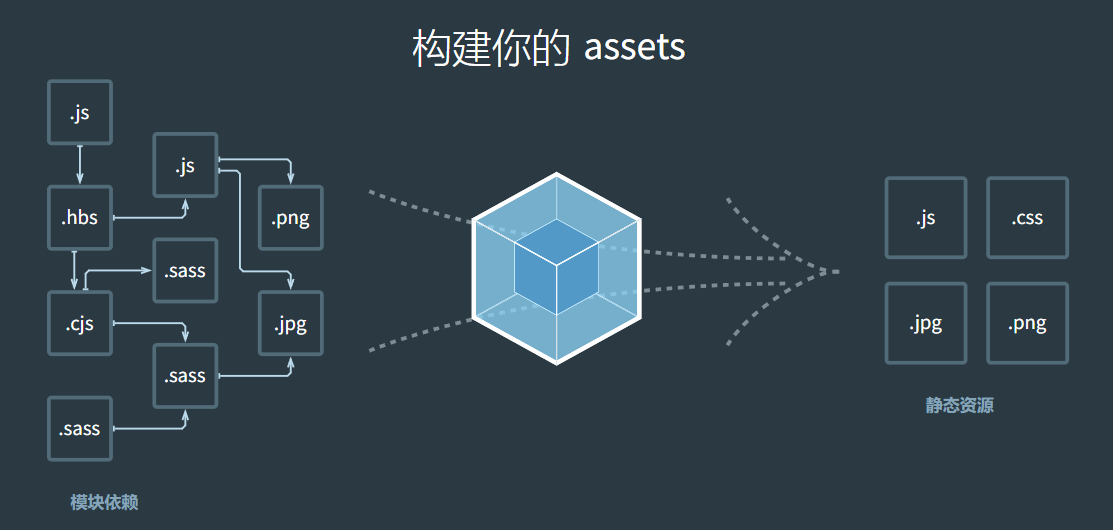 构建你的 assets
.js
.js
.hbs
.png
.sass
.cjs
.jpg
.sass
.sass
模块依赖
.js
.css
.jpg
.png
静态资源